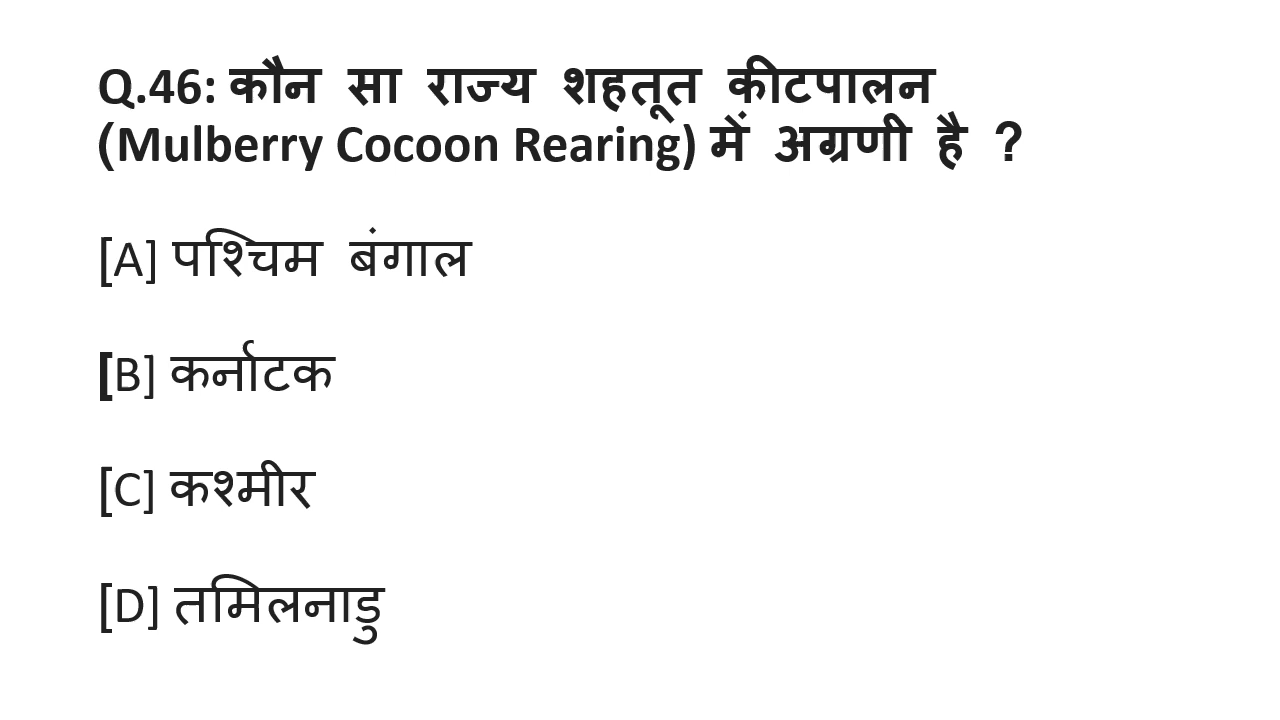 Q.46: कौन सा राज्य शहतूत कीटपालन
(Mulberry Cocoon Rearing) में अग्रणी है ?
[A] पश्चिम बंगाल
[B] कर्नाटक
[C] कश्मीर
[D] तमिलनाडु